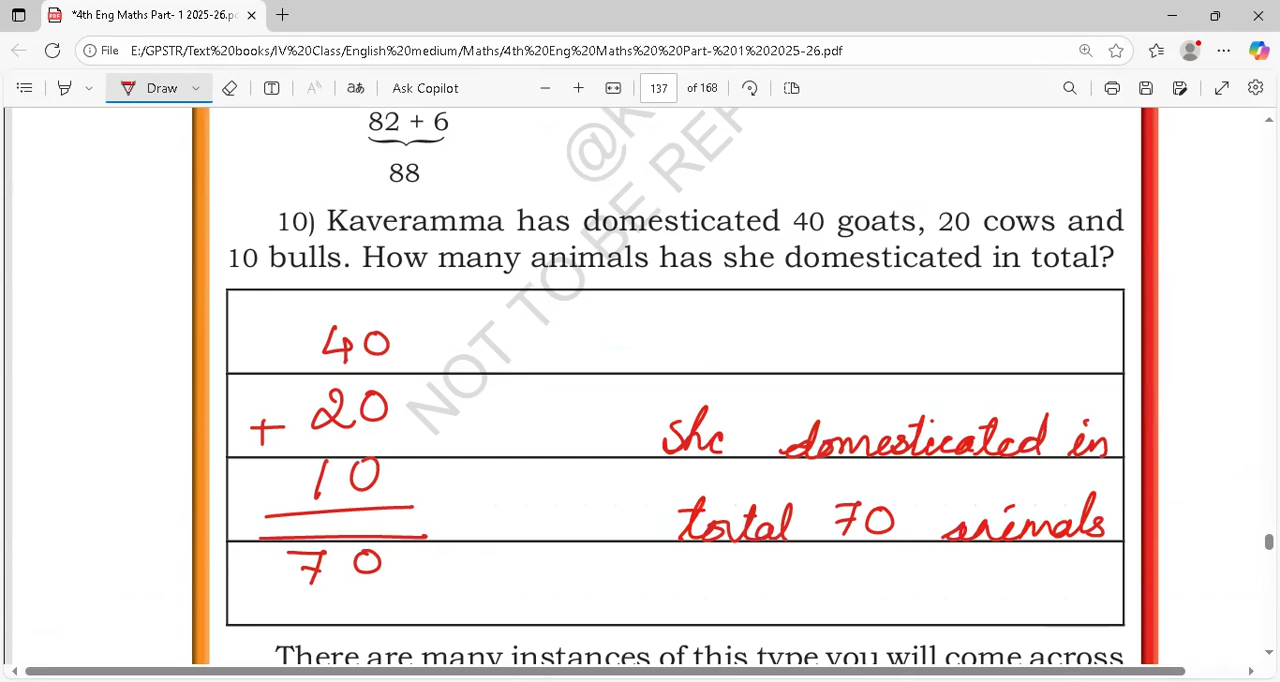 *4th Eng Maths Part- 1 2025-26.pd
File E:/GPSTR/Text%20books/IV%20Class/English%20medium/Maths/4th%20Eng%20Maths%20%20Part-%201%202025-26.pdf
Draw aあ Ask Copilot 137 of 168
82 + 6
88
10) Kaveramma has domesticated 40 goats, 20 cows and
10 bulls. How many animals has she domesticated in total?
40
+ 20
10
70
She domesticated in
tortal 70 animals
NOT TO BE REP
@K
There are many instances of this type you will come across